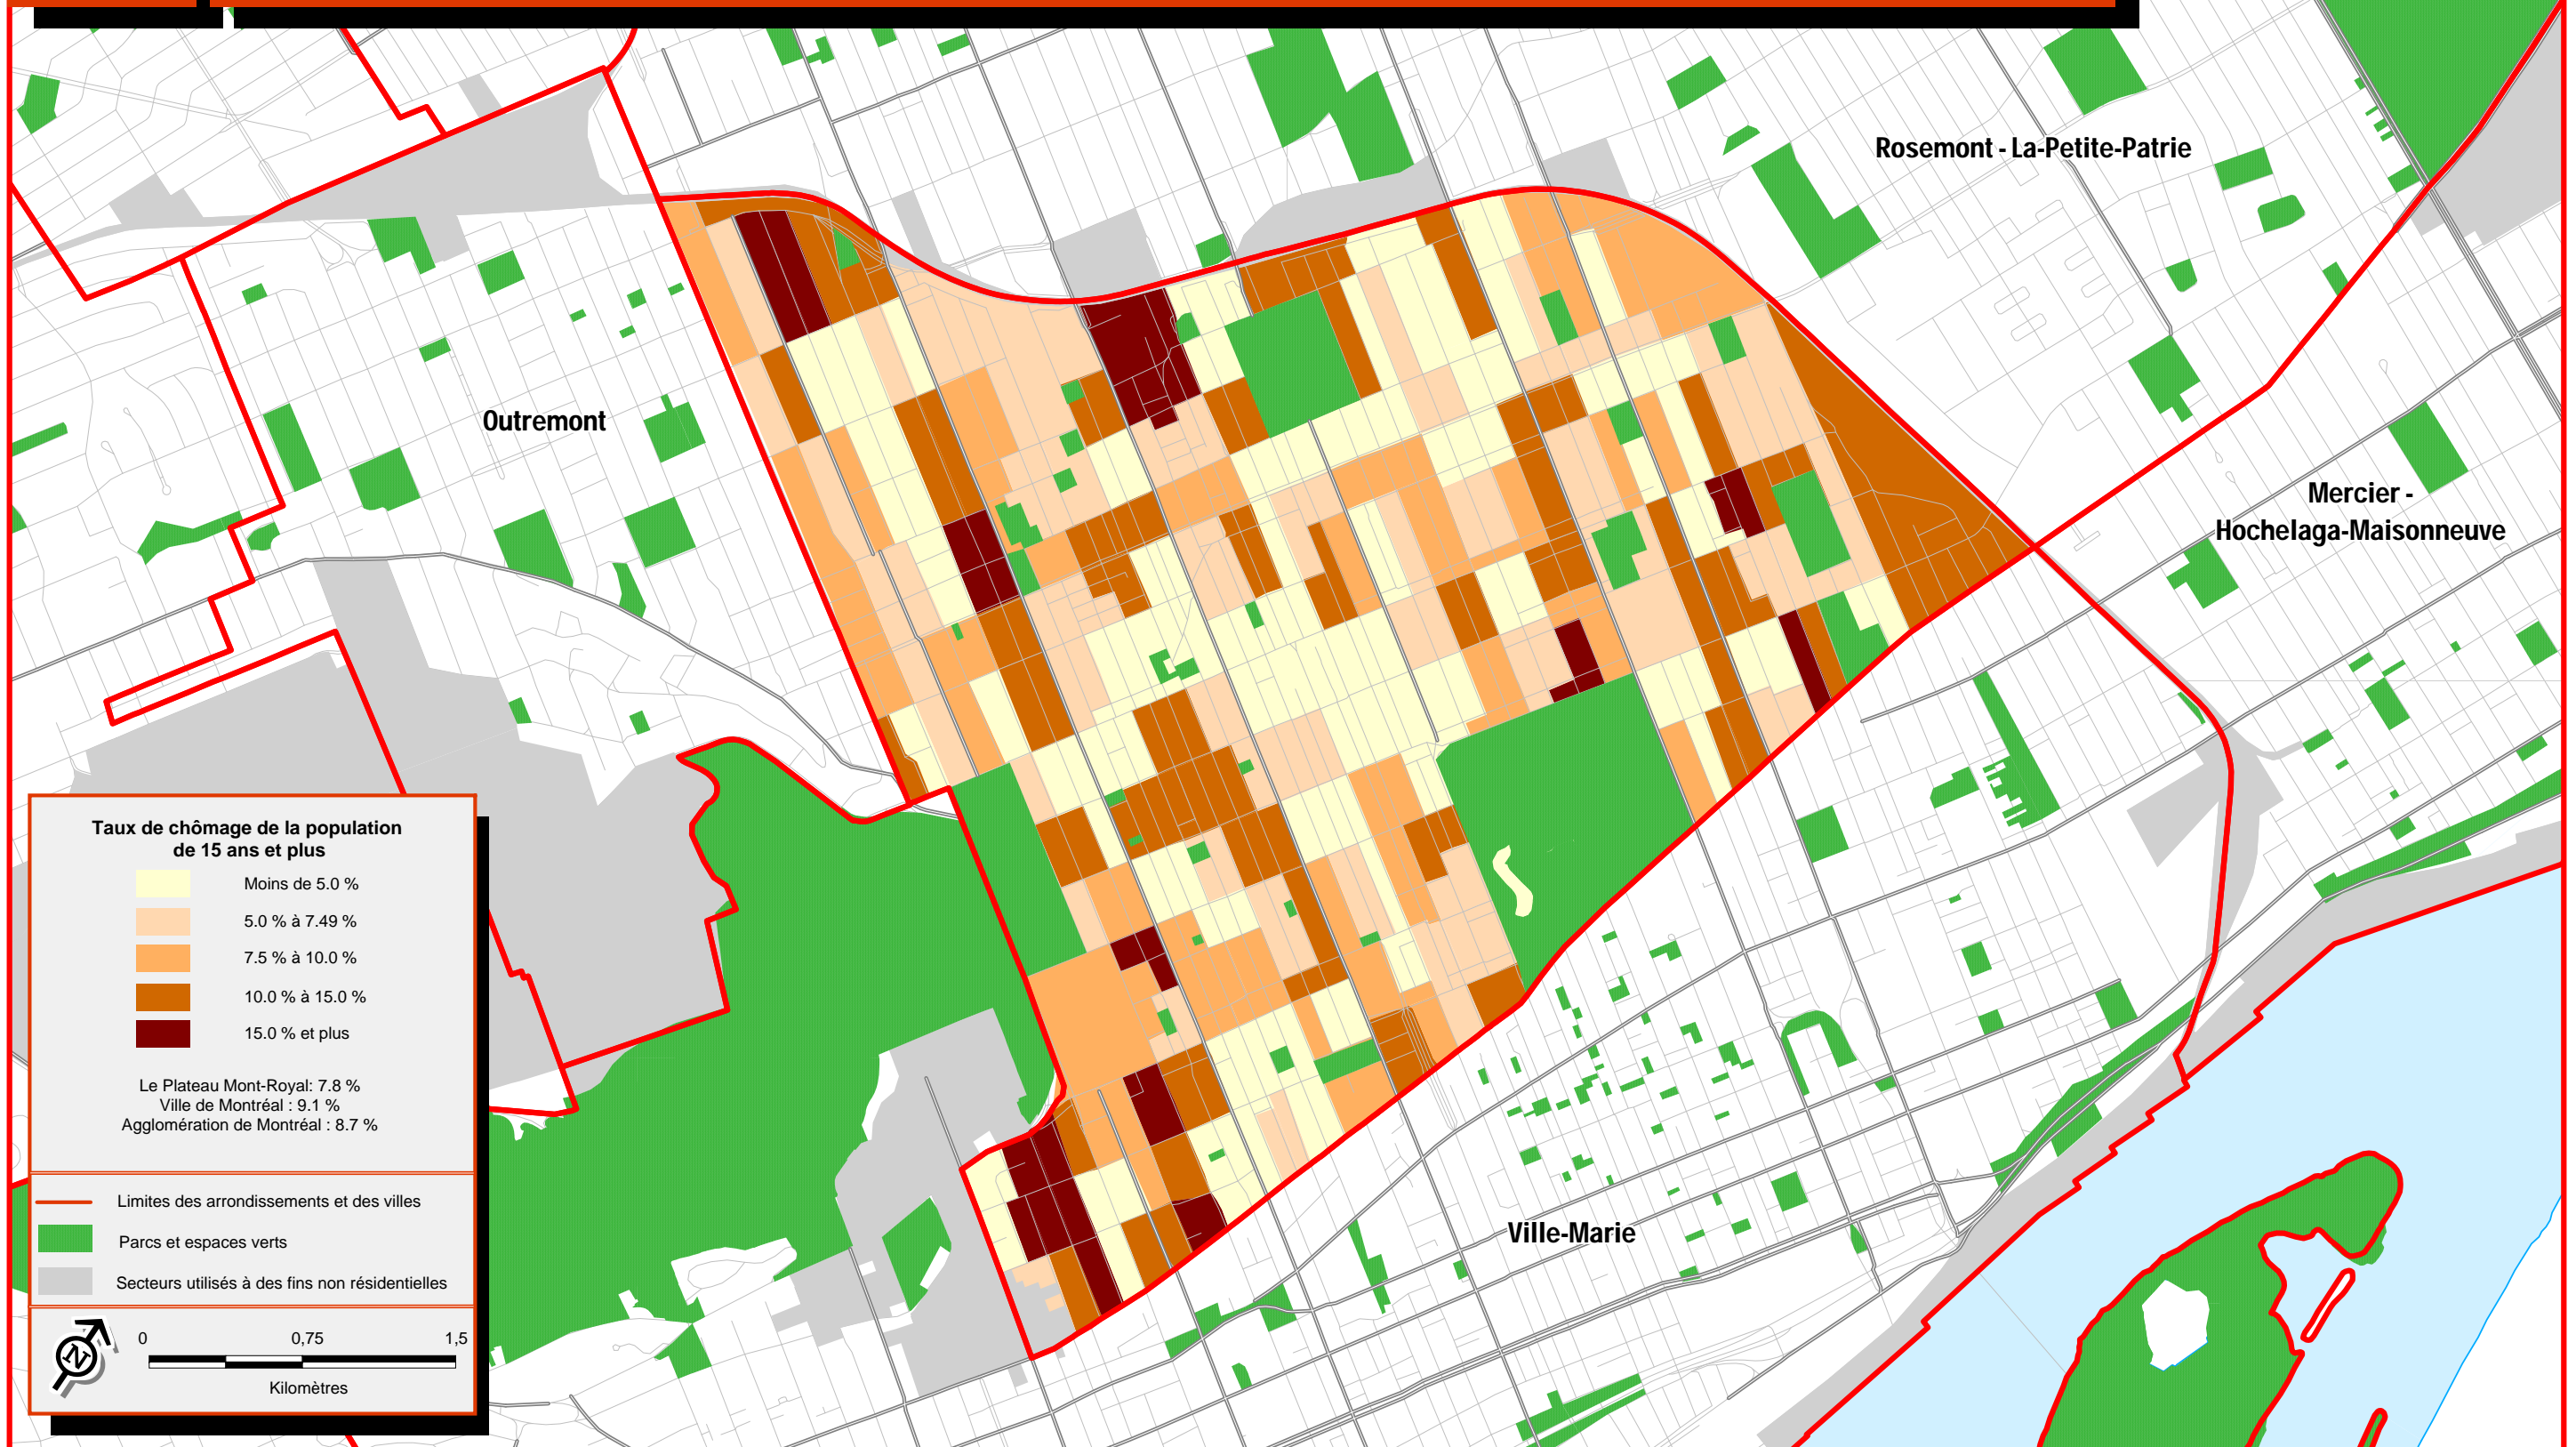 Rosemont - La-Petite-Patrie
Outremont
Mercier -
Hochelaga-Maisonneuve
Ville-Marie
Taux de chômage de la population
de 15 ans et plus
Moins de 5.0 %
5.0 % à 7.49 %
7.5 % à 10.0 %
10.0 % à 15.0 %
15.0 % et plus
Le Plateau Mont-Royal: 7.8 %
Ville de Montréal : 9.1 %
Agglomération de Montréal : 8.7 %
Limites des arrondissements et des villes
Parcs et espaces verts
Secteurs utilisés à des fins non résidentielles
N
0 0,75 1,5
Kilomètres